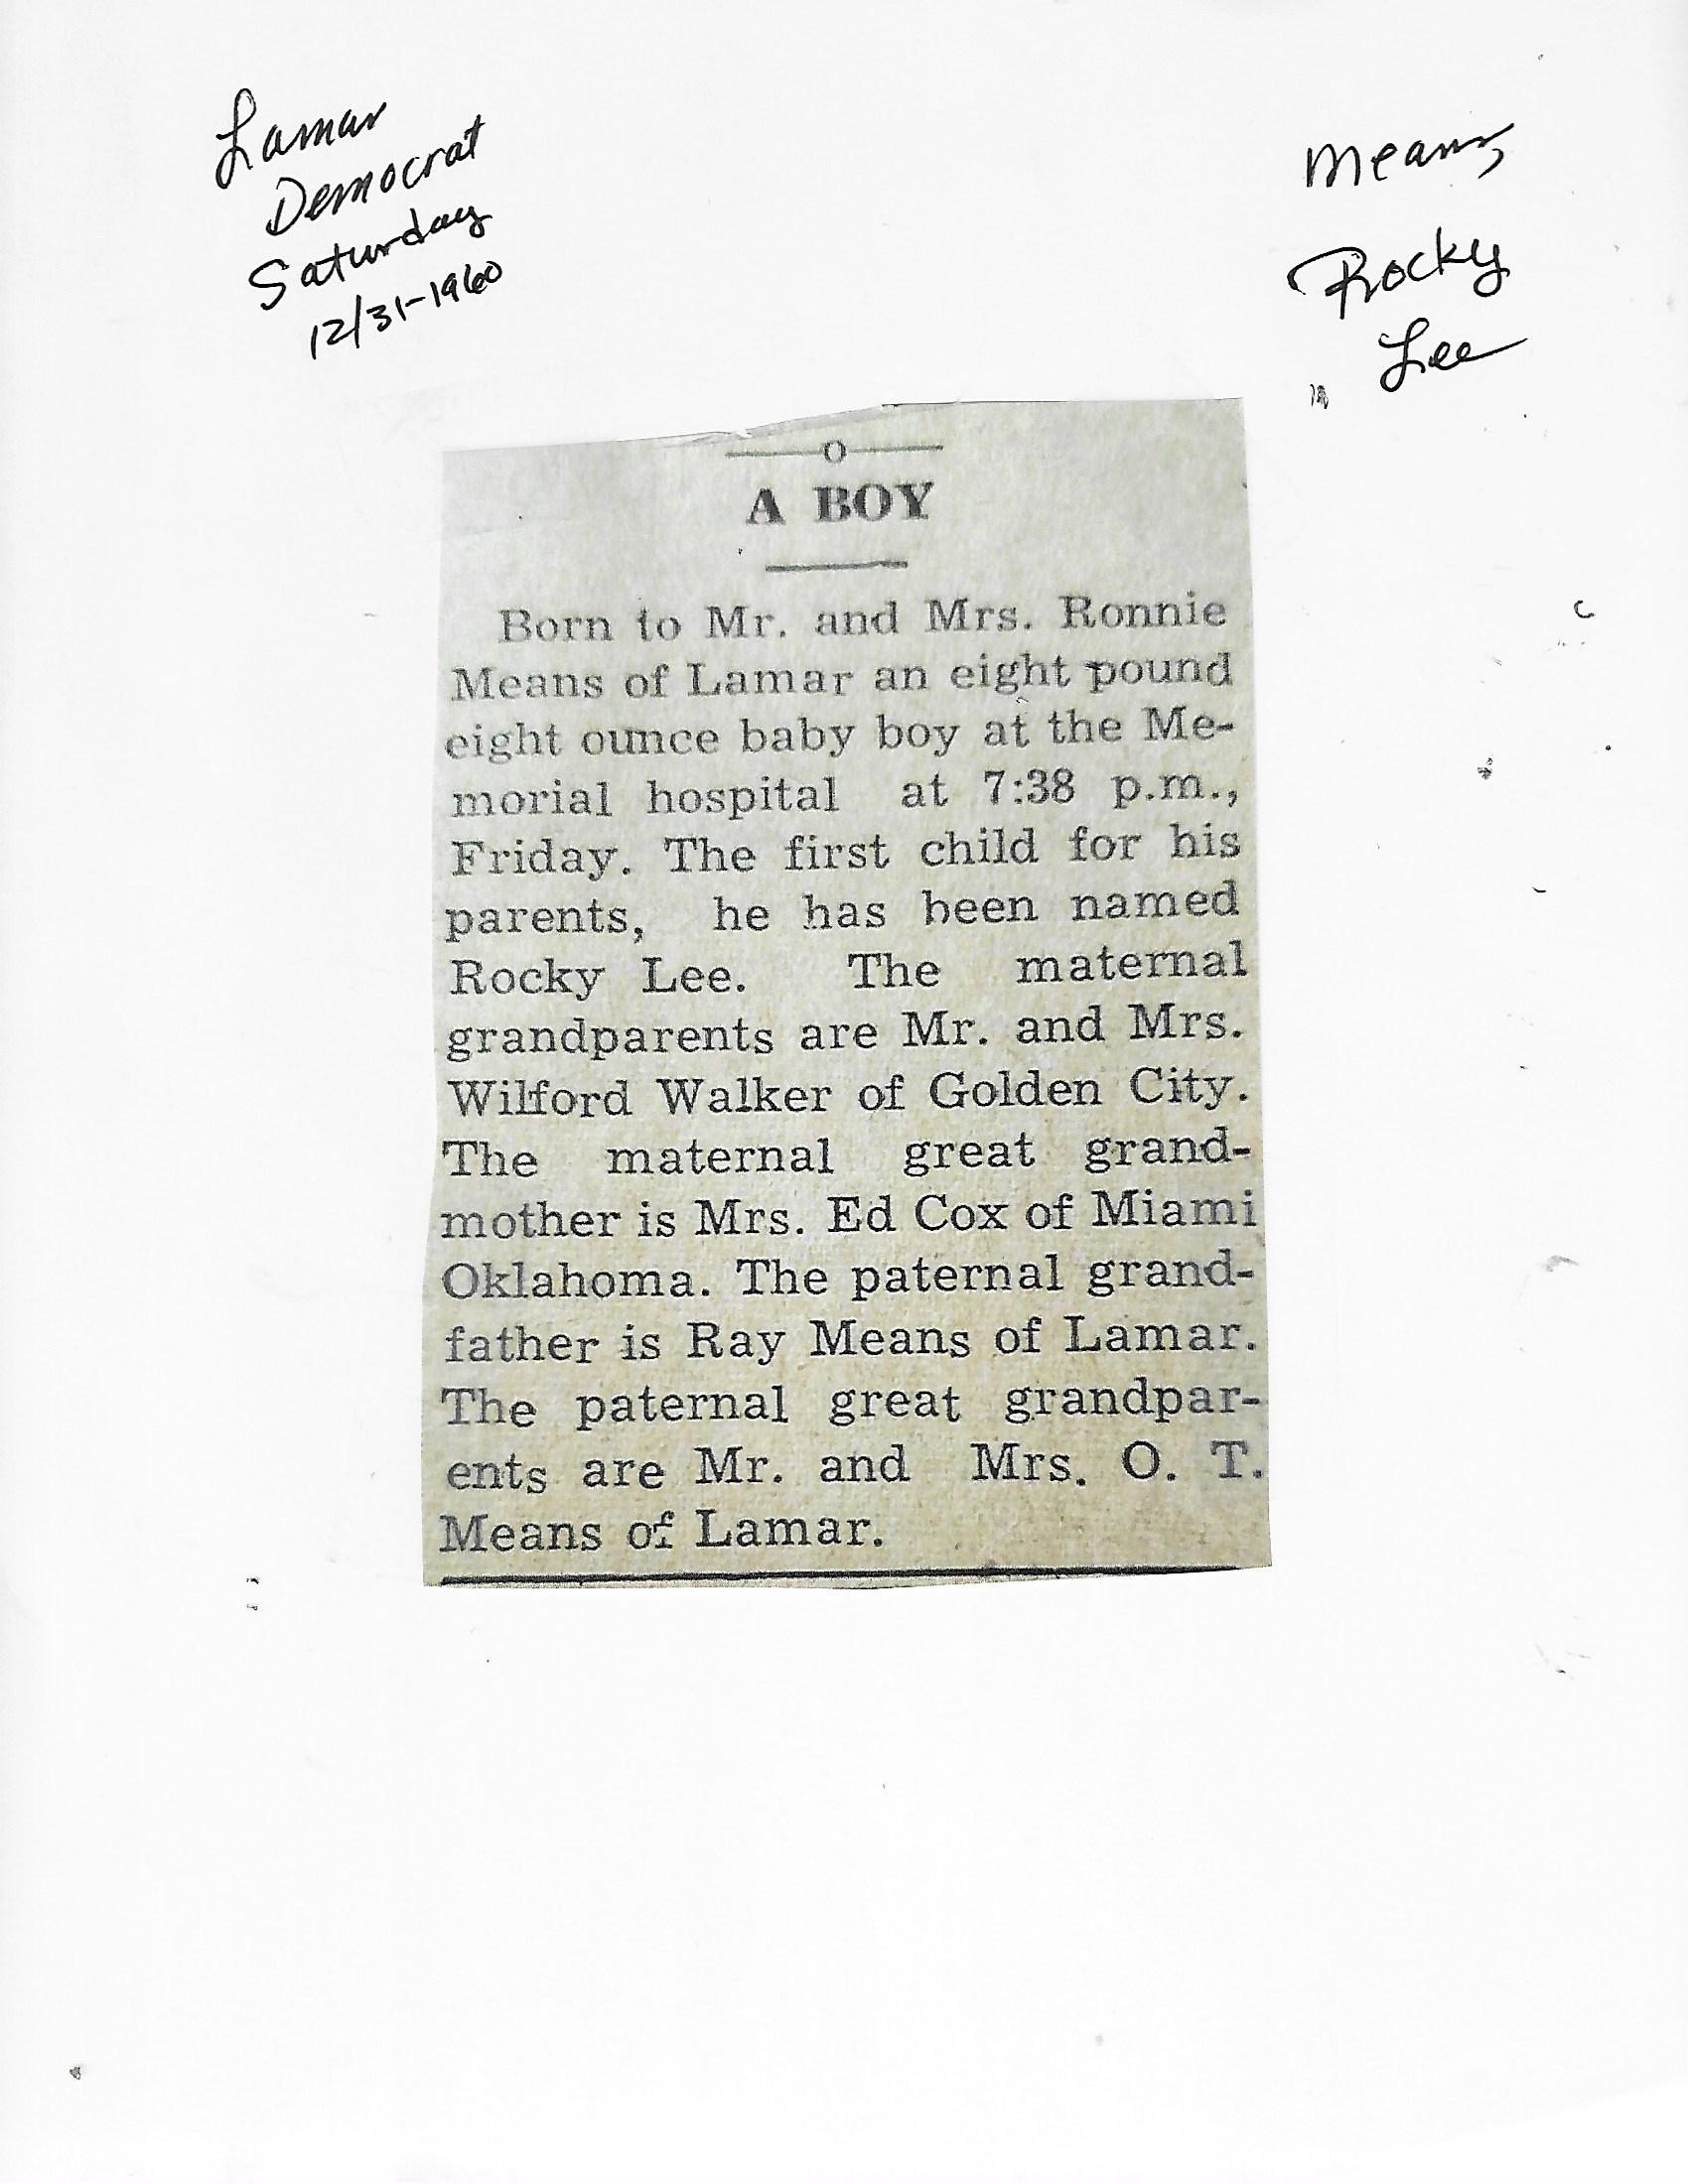 Lamar
Democrat
Saturday
12/31-1960
Means,
Rocky
Lee
A BOY
Born to Mr. and Mrs. Ronnie
Means of Lamar an eight pound
eight ounce baby boy at the Me-
morial hospital at 7:38 p.m.,
Friday. The first child for his
parents, he has been named
Rocky Lee. The maternal
grandparents are Mr. and Mrs.
Wilford Walker of Golden City.
The maternal great grand-
mother is Mrs. Ed Cox of Miami
Oklahoma. The paternal grand-
father is Ray Means of Lamar.
The paternal great grandpar-
ents are Mr. and Mrs. O. T.
Means of Lamar.